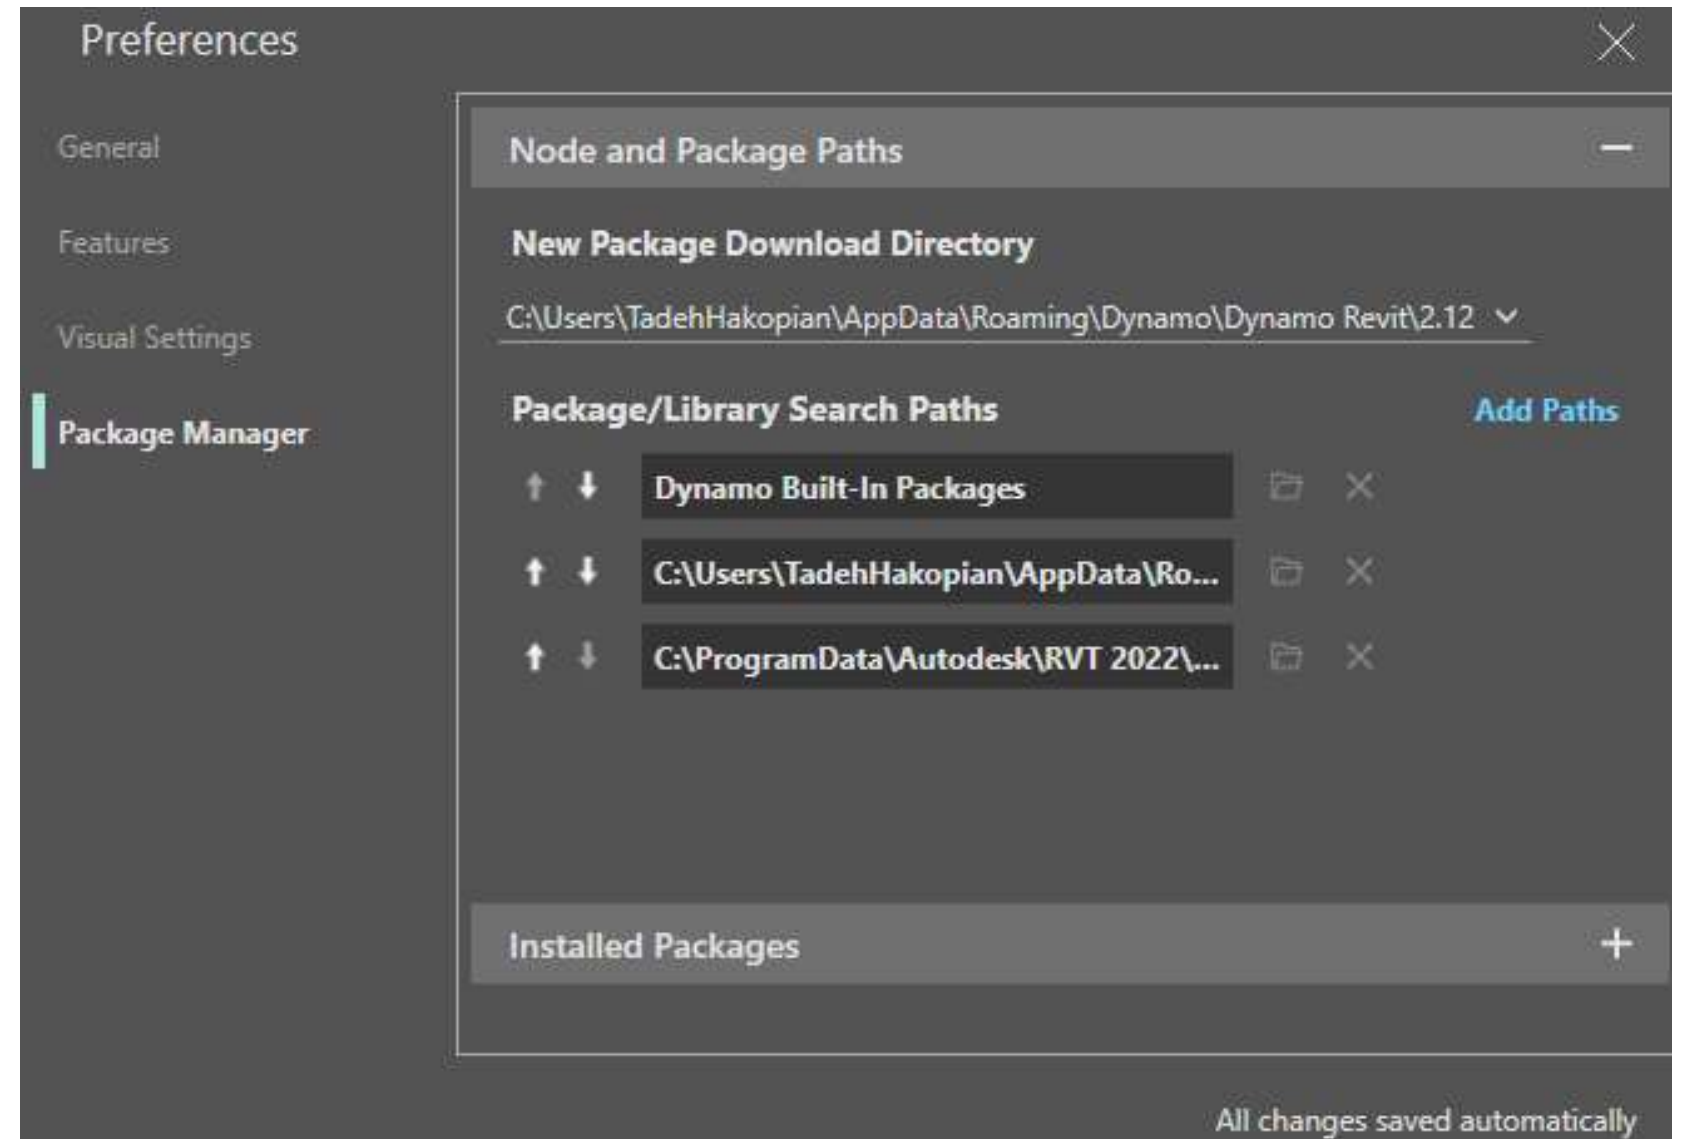 Preferences
General
Features
Visual Settings
Package Manager
Node and Package Paths
New Package Download Directory
C:\Users\TadehHakopian\AppData\Roaming\Dynamo\Dynamo Revit\2.12
Package/Library Search Paths
Add Paths
Dynamo Built-In Packages
C:\Users\TadehHakopian\AppData\Ro...
C:\ProgramData\Autodesk\RVT 2022\...
Installed Packages
All changes saved automatically